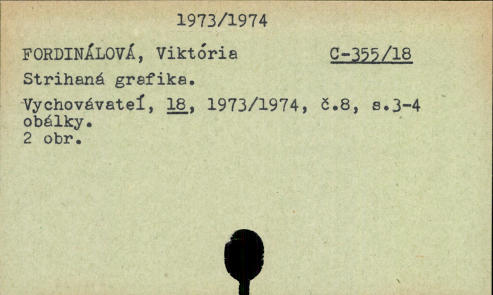 1973/1974
FORDINÁLOVÁ, Viktória C-355/18
Strihaná grafika.
Vychovávateľ, 18, 1973/1974, č.8, s.3-4
obálky.
2 obr.